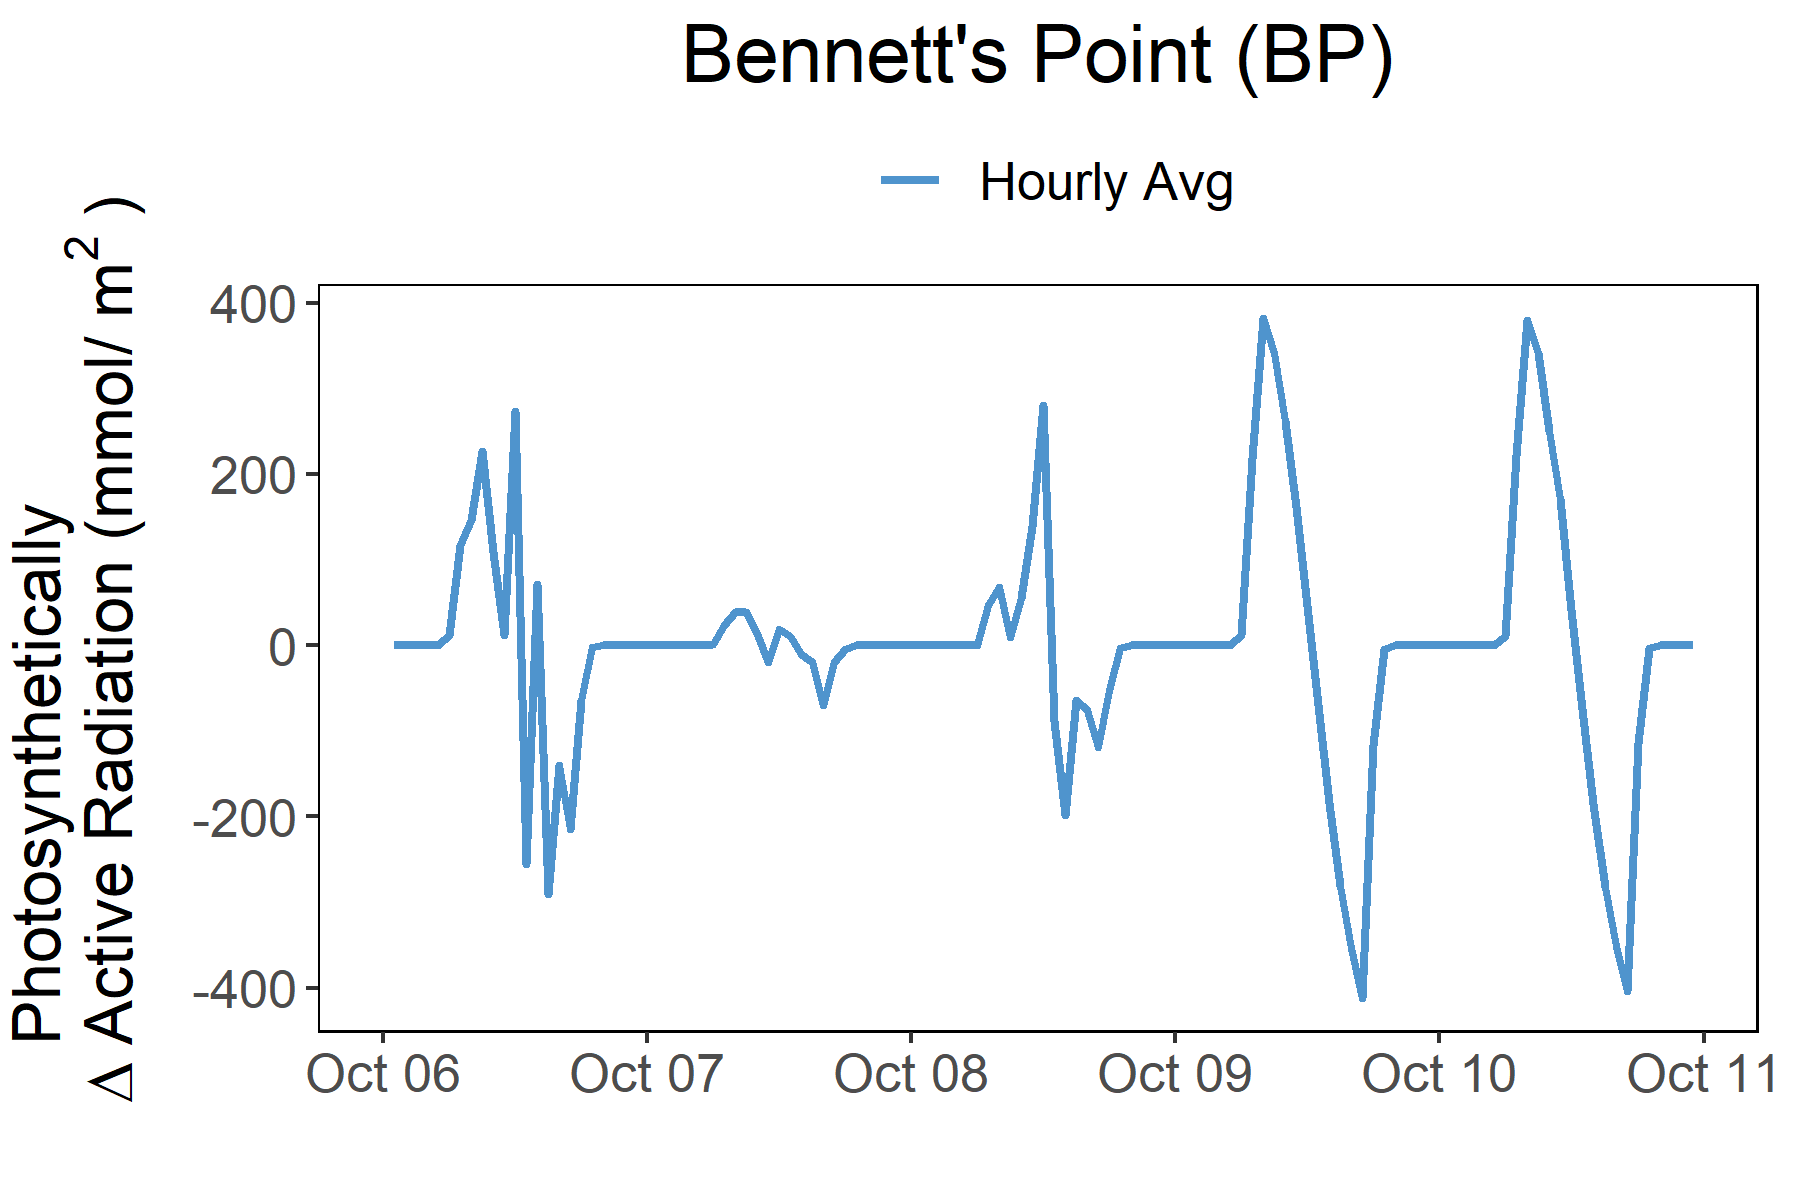 Bennett's Point (BP)
Hourly Avg
Photosynthetically
Δ Active Radiation (mmol/ m² )
400
200
0
-200
-400
Oct 06 Oct 07 Oct 08 Oct 09 Oct 10 Oct 11